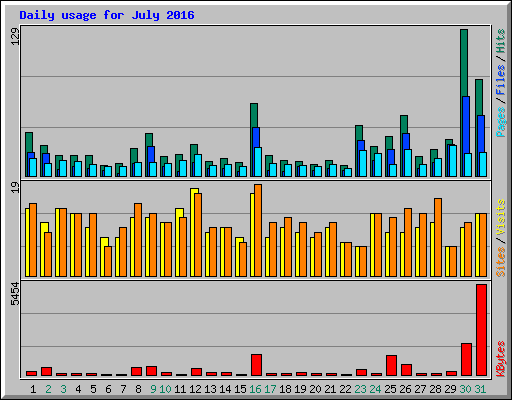 Daily usage for July 2016
129
Pages / Files / Hits
19
Sites / Visits
5454
KBytes
1 2 3 4 5 6 7 8 9 10 11 12 13 14 15 16 17 18 19 20 21 22 23 24 25 26 27 28 29 30 31